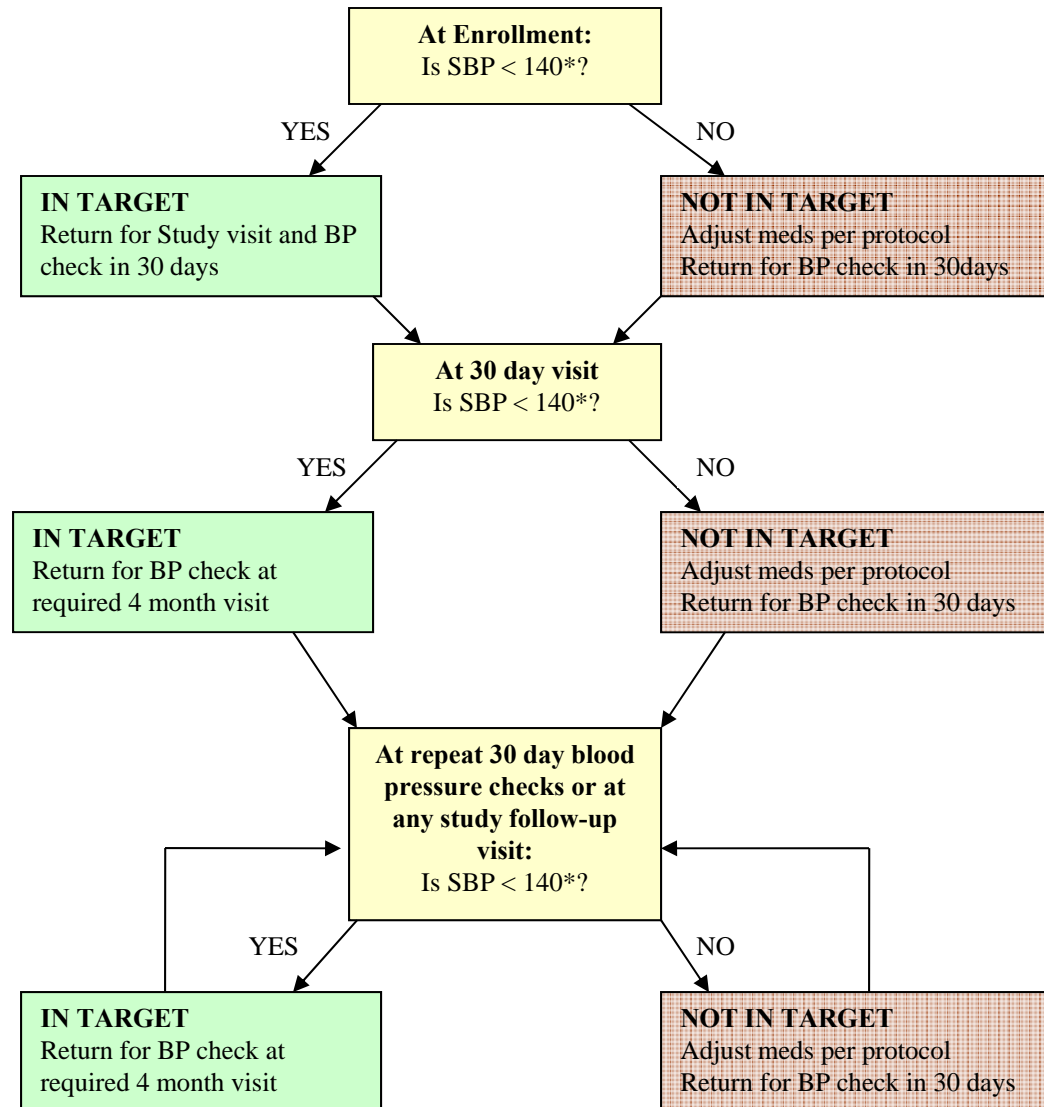 At Enrollment:
Is SBP < 140*?
YES
NO
IN TARGET
Return for Study visit and BP
check in 30 days
NOT IN TARGET
Adjust meds per protocol
Return for BP check in 30days
At 30 day visit
Is SBP < 140*?
YES
NO
IN TARGET
Return for BP check at
required 4 month visit
NOT IN TARGET
Adjust meds per protocol
Return for BP check in 30 days
At repeat 30 day blood
pressure checks or at
any study follow-up
visit:
Is SBP < 140*?
YES
NO
IN TARGET
Return for BP check at
required 4 month visit
NOT IN TARGET
Adjust meds per protocol
Return for BP check in 30 days